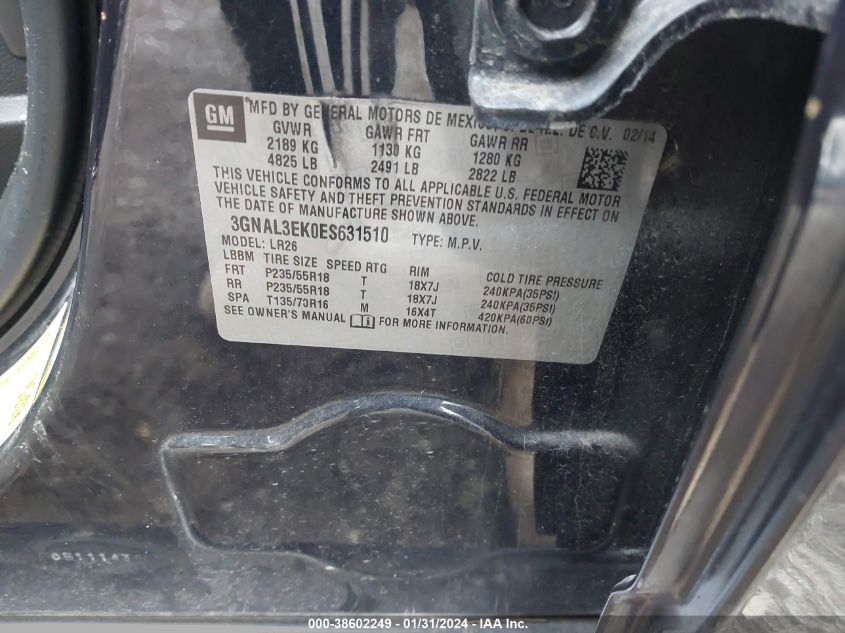 GM
MFD BY GENERAL MOTORS DE MEXICO, DE C.V. 02/14
GVWR GAWR FRT GAWR RR
2189 KG 1130 KG 1280 KG
4825 LB 2491 LB 2822 LB
THIS VEHICLE CONFORMS TO ALL APPLICABLE U.S. FEDERAL MOTOR
VEHICLE SAFETY AND THEFT PREVENTION STANDARDS IN EFFECT ON
THE DATE OF MANUFACTURE SHOWN ABOVE.
3GNAL3EK0ES631510 TYPE: M.P.V.
MODEL: LR26
LBBM TIRE SIZE SPEED RTG RIM COLD TIRE PRESSURE
FRT P235/55R18 T 18X7J 240KPA(35PSI)
RR P235/55R18 T 18X7J 240KPA(35PSI)
SPA T135/73R16 M 16X4T 420KPA(60PSI)
SEE OWNER'S MANUAL FOR MORE INFORMATION.
000-38602249 - 01/31/2024 - IAA Inc.